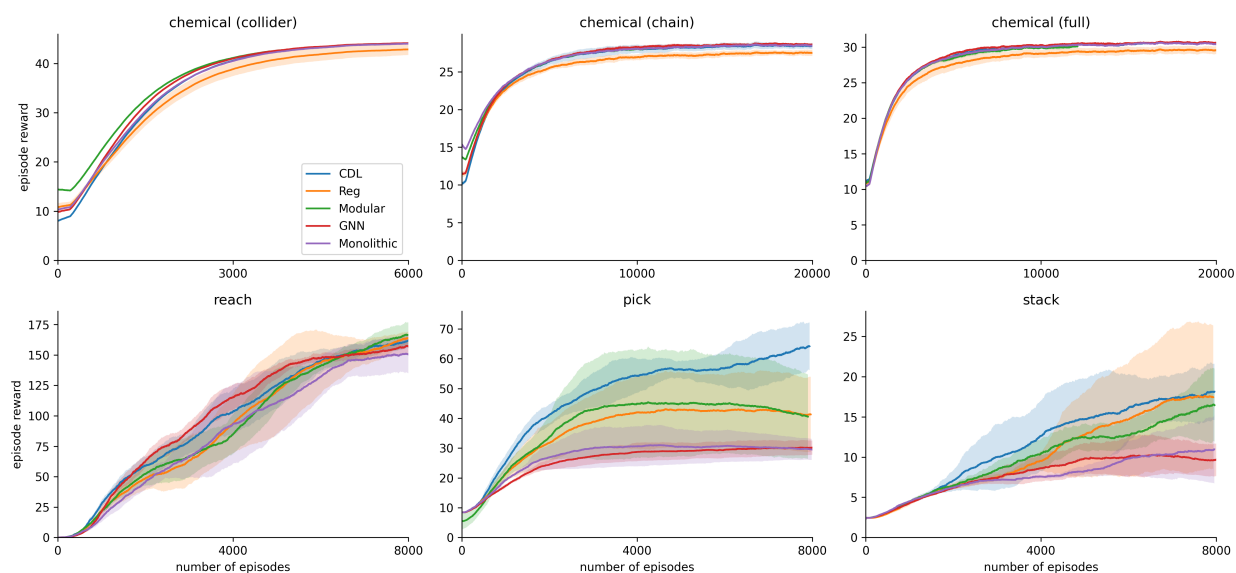 chemical (collider)
episode reward
40
30
20
10
0
0 3000 6000
CDL
Reg
Modular
GNN
Monolithic
chemical (chain)
25
20
15
10
5
0
0 10000 20000
chemical (full)
30
25
20
15
10
5
0
0 10000 20000
reach
episode reward
175
150
125
100
75
50
25
0
0 4000 8000
number of episodes
pick
70
60
50
40
30
20
10
0
0 4000 8000
number of episodes
stack
25
20
15
10
5
0
0 4000 8000
number of episodes